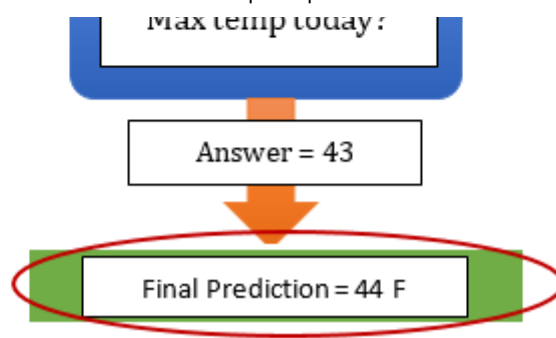 Max temp today?
Answer = 43
Final Prediction = 44 F